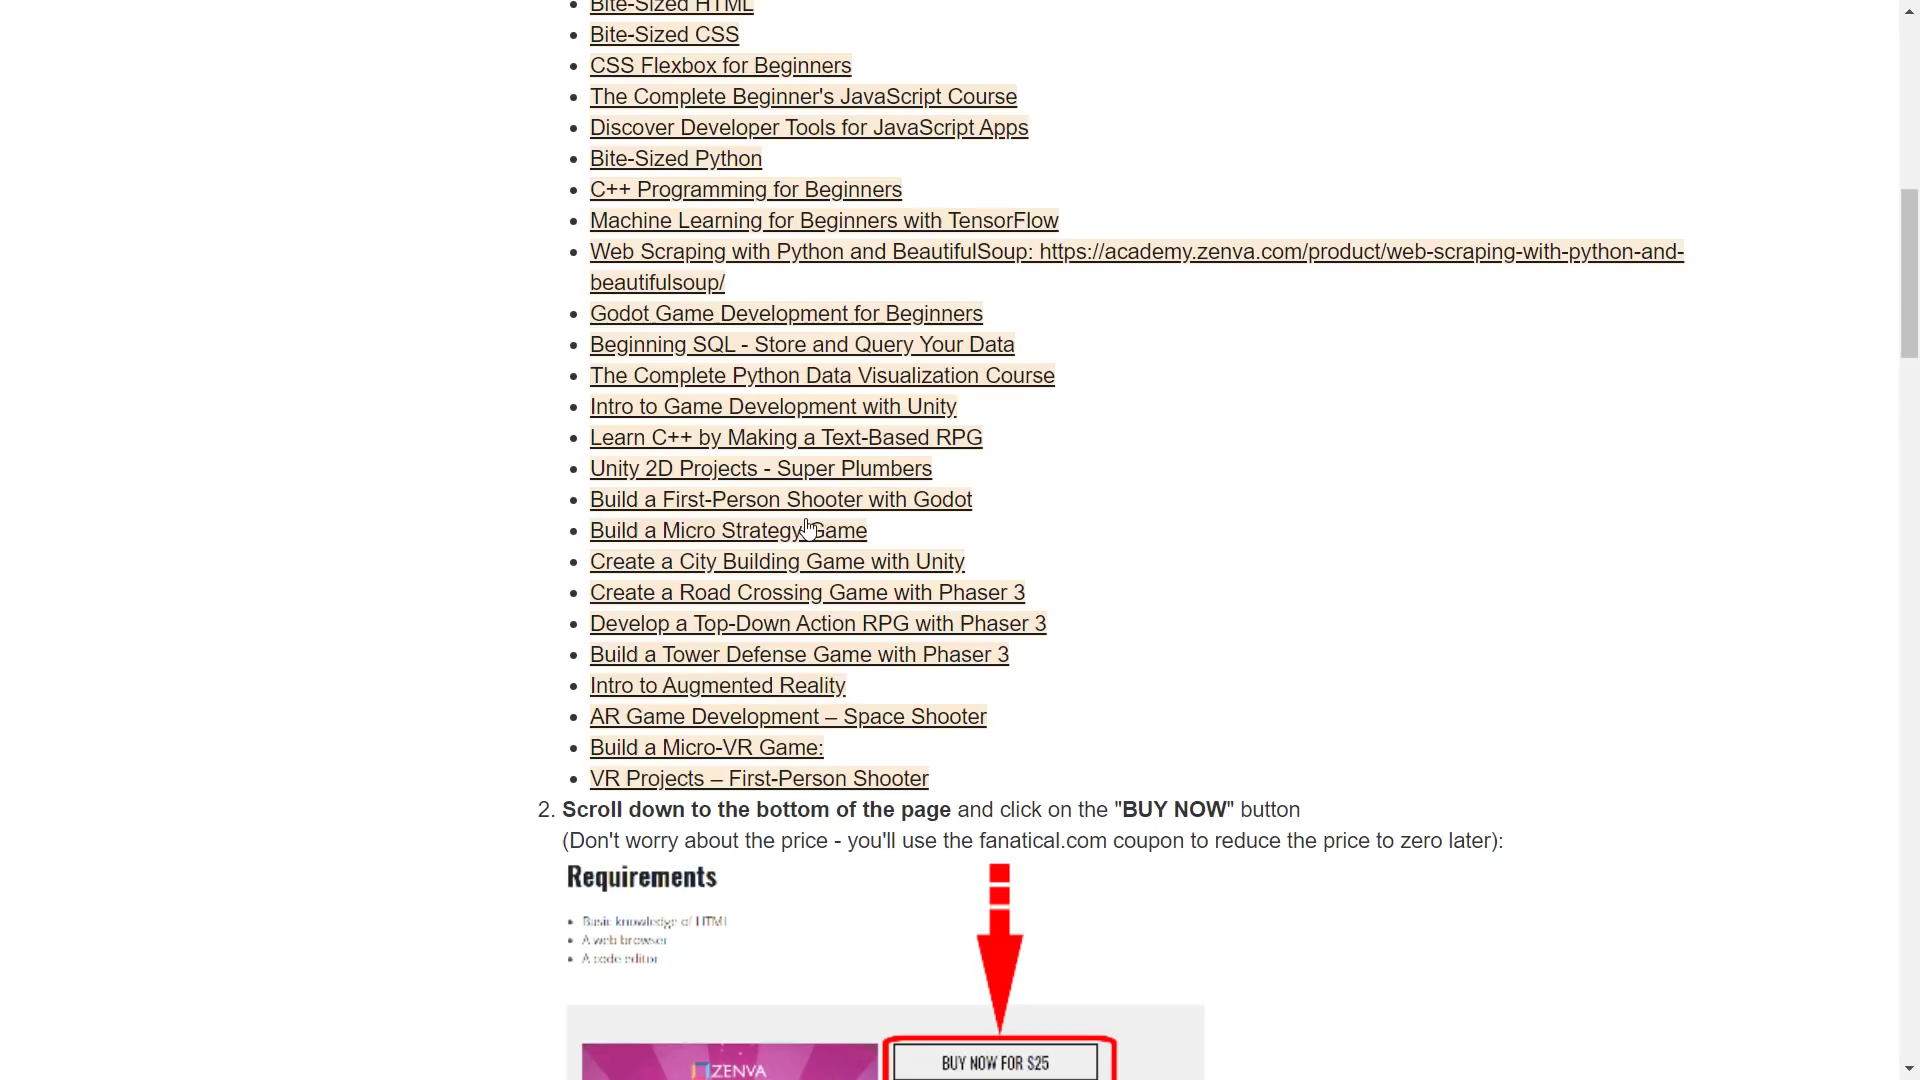 Bite-Sized HTML
Bite-Sized CSS
CSS Flexbox for Beginners
The Complete Beginner's JavaScript Course
Discover Developer Tools for JavaScript Apps
Bite-Sized Python
C++ Programming for Beginners
Machine Learning for Beginners with TensorFlow
Web Scraping with Python and BeautifulSoup: https://academy.zenva.com/product/web-scraping-with-python-and-
beautifulsoup/
Godot Game Development for Beginners
Beginning SQL - Store and Query Your Data
The Complete Python Data Visualization Course
Intro to Game Development with Unity
Learn C++ by Making a Text-Based RPG
Unity 2D Projects - Super Plumbers
Build a First-Person Shooter with Godot
Build a Micro Strategy Game
Create a City Building Game with Unity
Create a Road Crossing Game with Phaser 3
Develop a Top-Down Action RPG with Phaser 3
Build a Tower Defense Game with Phaser 3
Intro to Augmented Reality
AR Game Development – Space Shooter
Build a Micro-VR Game:
VR Projects – First-Person Shooter
2. Scroll down to the bottom of the page and click on the "BUY NOW" button
(Don't worry about the price - you'll use the fanatical.com coupon to reduce the price to zero later):
Requirements
Basic knowledge of HTML
A web browser
A code editor
BUY NOW FOR $25
ZENVA